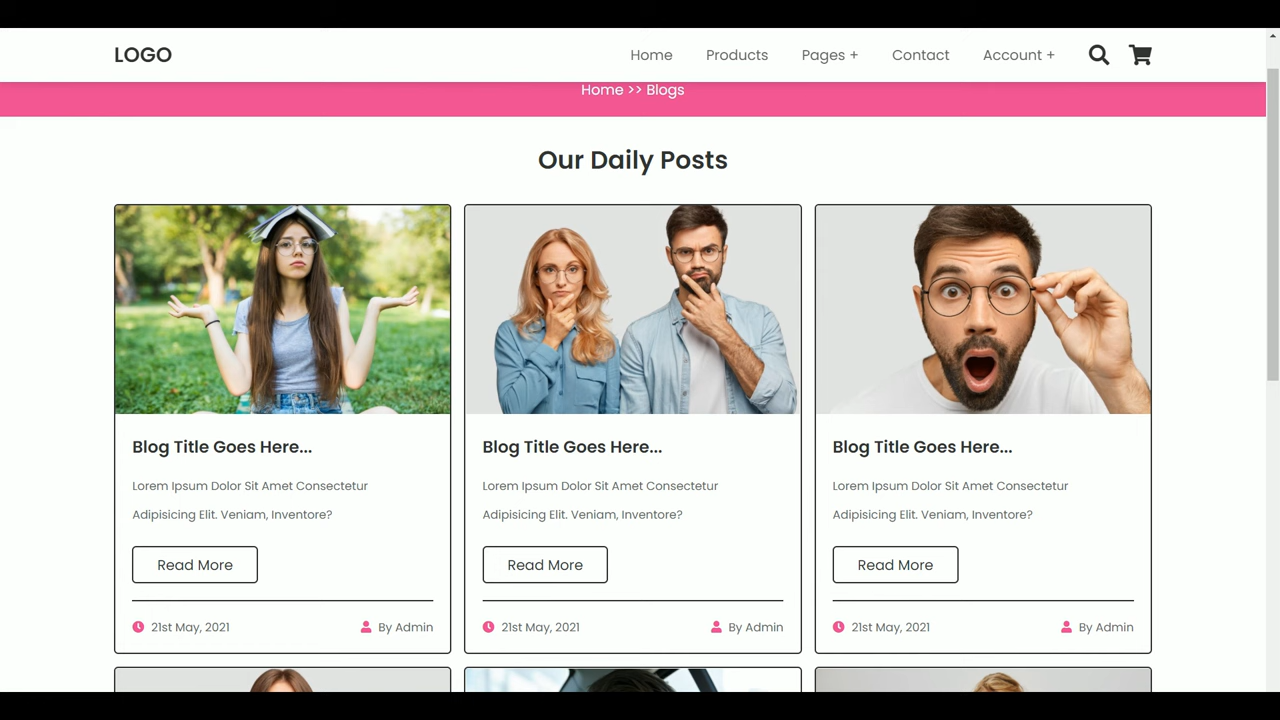 LOGO Home Products Pages + Contact Account +
Home >> Blogs
Our Daily Posts
Blog Title Goes Here...
Lorem Ipsum Dolor Sit Amet Consectetur
Adipisicing Elit. Veniam, Inventore?
Read More
21st May, 2021 By Admin
Blog Title Goes Here...
Lorem Ipsum Dolor Sit Amet Consectetur
Adipisicing Elit. Veniam, Inventore?
Read More
21st May, 2021 By Admin
Blog Title Goes Here...
Lorem Ipsum Dolor Sit Amet Consectetur
Adipisicing Elit. Veniam, Inventore?
Read More
21st May, 2021 By Admin